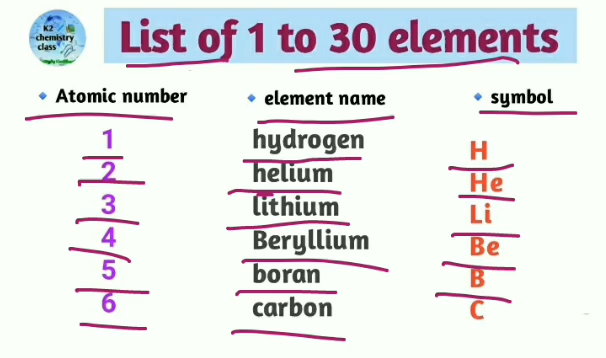 K2
chemistry
class
List of 1 to 30 elements
Atomic number element name symbol
1 hydrogen H
2 helium He
3 lithium Li
4 Beryllium Be
5 boran B
6 carbon C